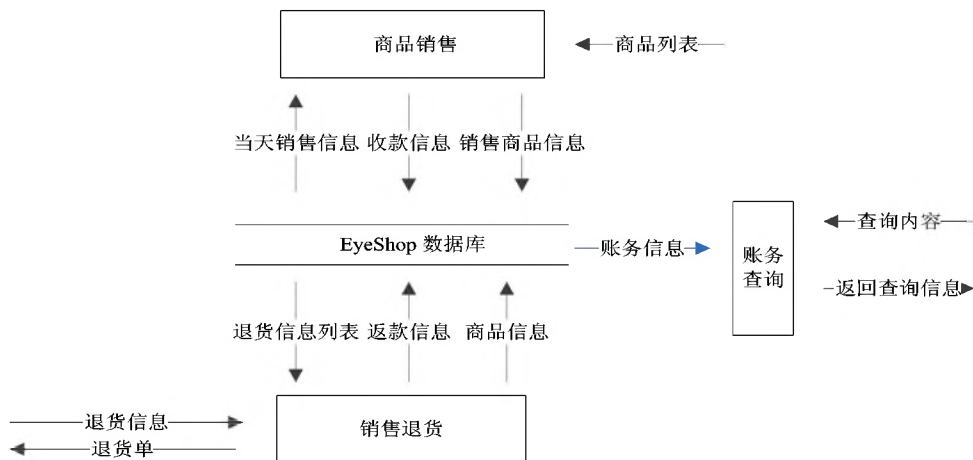 商品销售
商品列表
当天销售信息
收款信息
销售商品信息
EyeShop 数据库
账务信息
账务
查询
查询内容
返回查询信息
退货信息列表
返款信息
商品信息
退货信息
退货单
销售退货